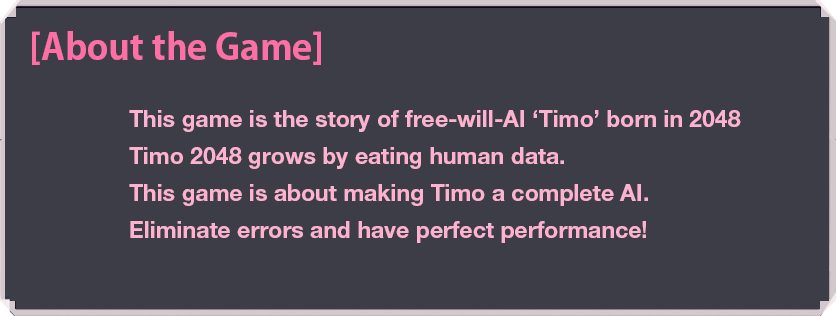 [About the Game]
This game is the story of free-will-AI ‘Timo’ born in 2048
Timo 2048 grows by eating human data.
This game is about making Timo a complete AI.
Eliminate errors and have perfect performance!